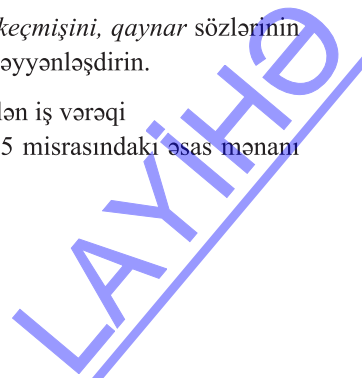 keçmişini, qaynar sözlərinin
əyyənləşdirin.
lən iş vərəqi
5 misrasındakı əsas mənanı
LAYİHƏ